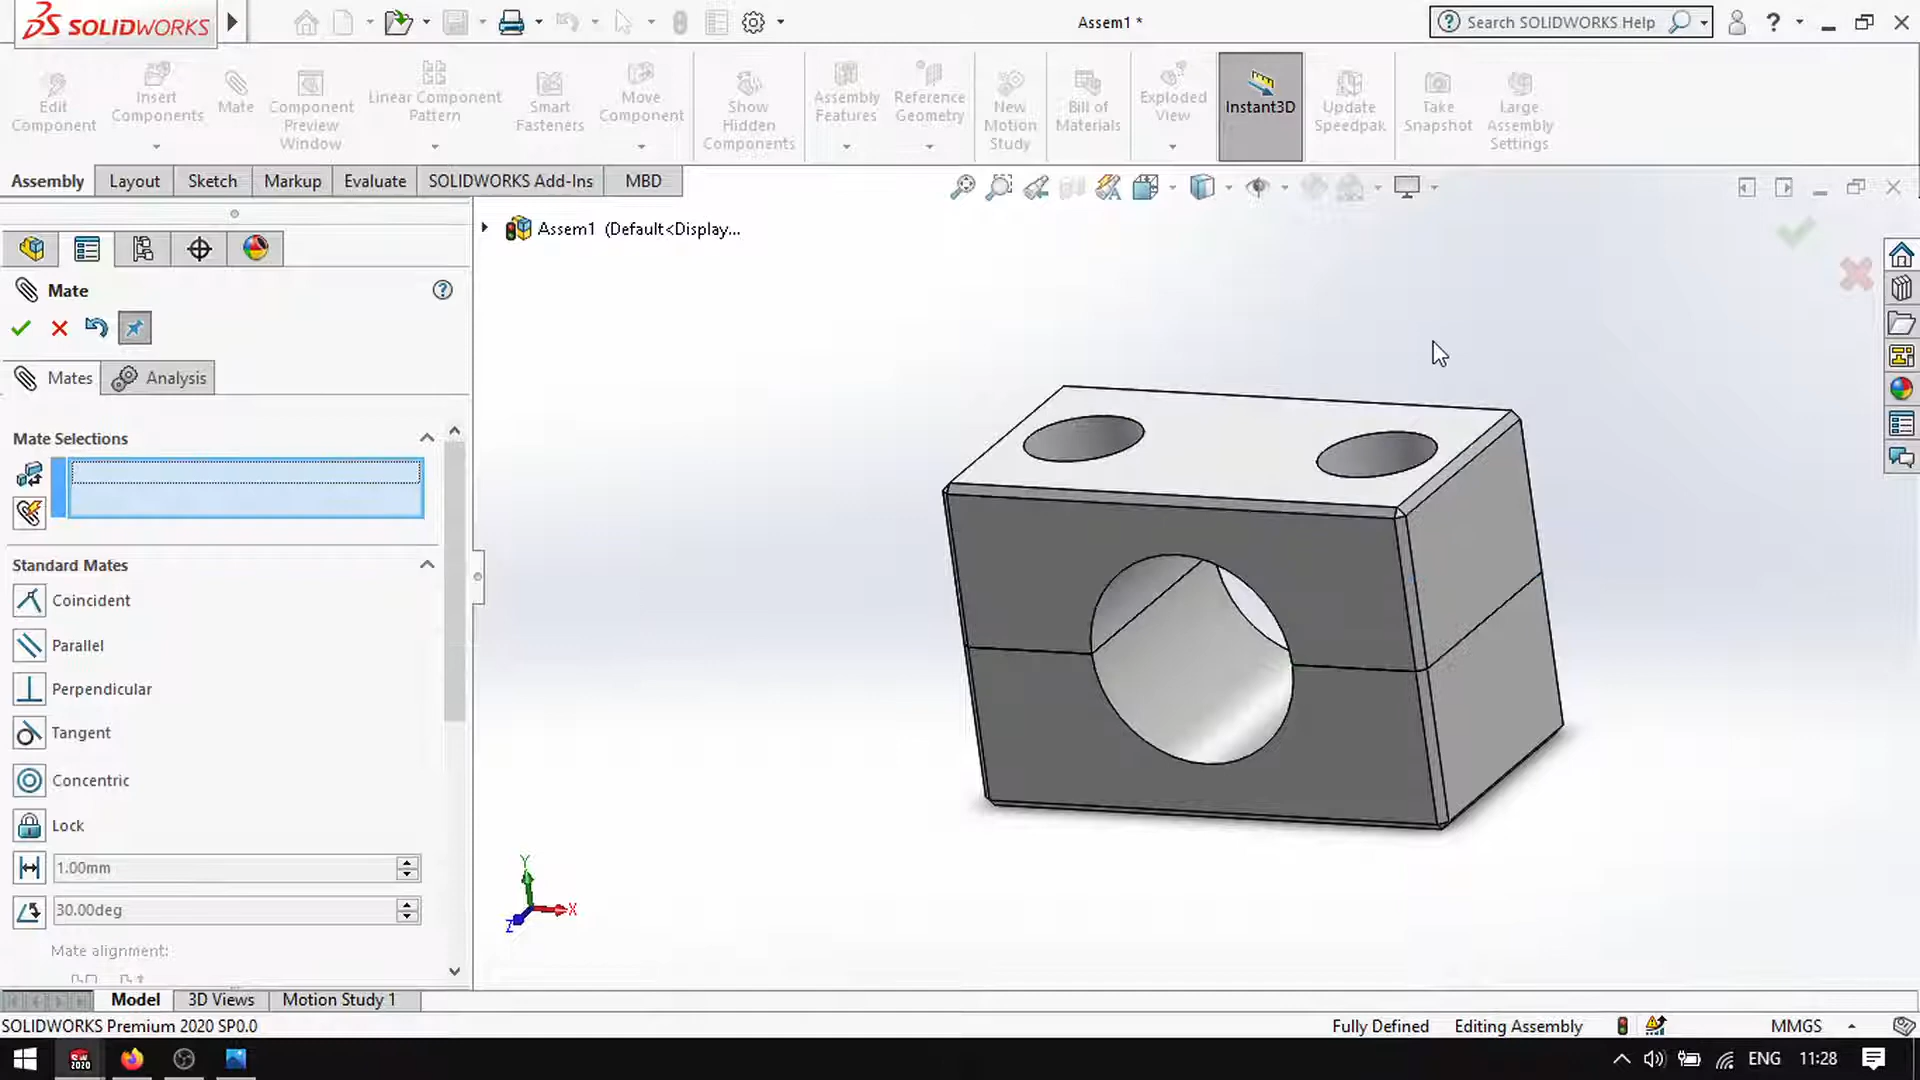 SOLIDWORKS
Assem1 *
Search SOLIDWORKS Help
?
Edit Component
Insert Components
Mate
Component Preview Window
Linear Component Pattern
Smart Fasteners
Move Component
Show Hidden Components
Assembly Features
Reference Geometry
New Motion Study
Bill of Materials
Exploded View
Instant3D
Update Speedpak
Take Snapshot
Large Assembly Settings
Assembly
Layout
Sketch
Markup
Evaluate
SOLIDWORKS Add-Ins
MBD
Assem1 (Default<Display...
Mate
?
Mates
Analysis
Mate Selections
Standard Mates
Coincident
Parallel
Perpendicular
Tangent
Concentric
Lock
1.00mm
30.00deg
Mate alignment:
Y
X
Z
Model
3D Views
Motion Study 1
SOLIDWORKS Premium 2020 SP0.0
Fully Defined
Editing Assembly
MMGS
SW
2020
ENG
11:28